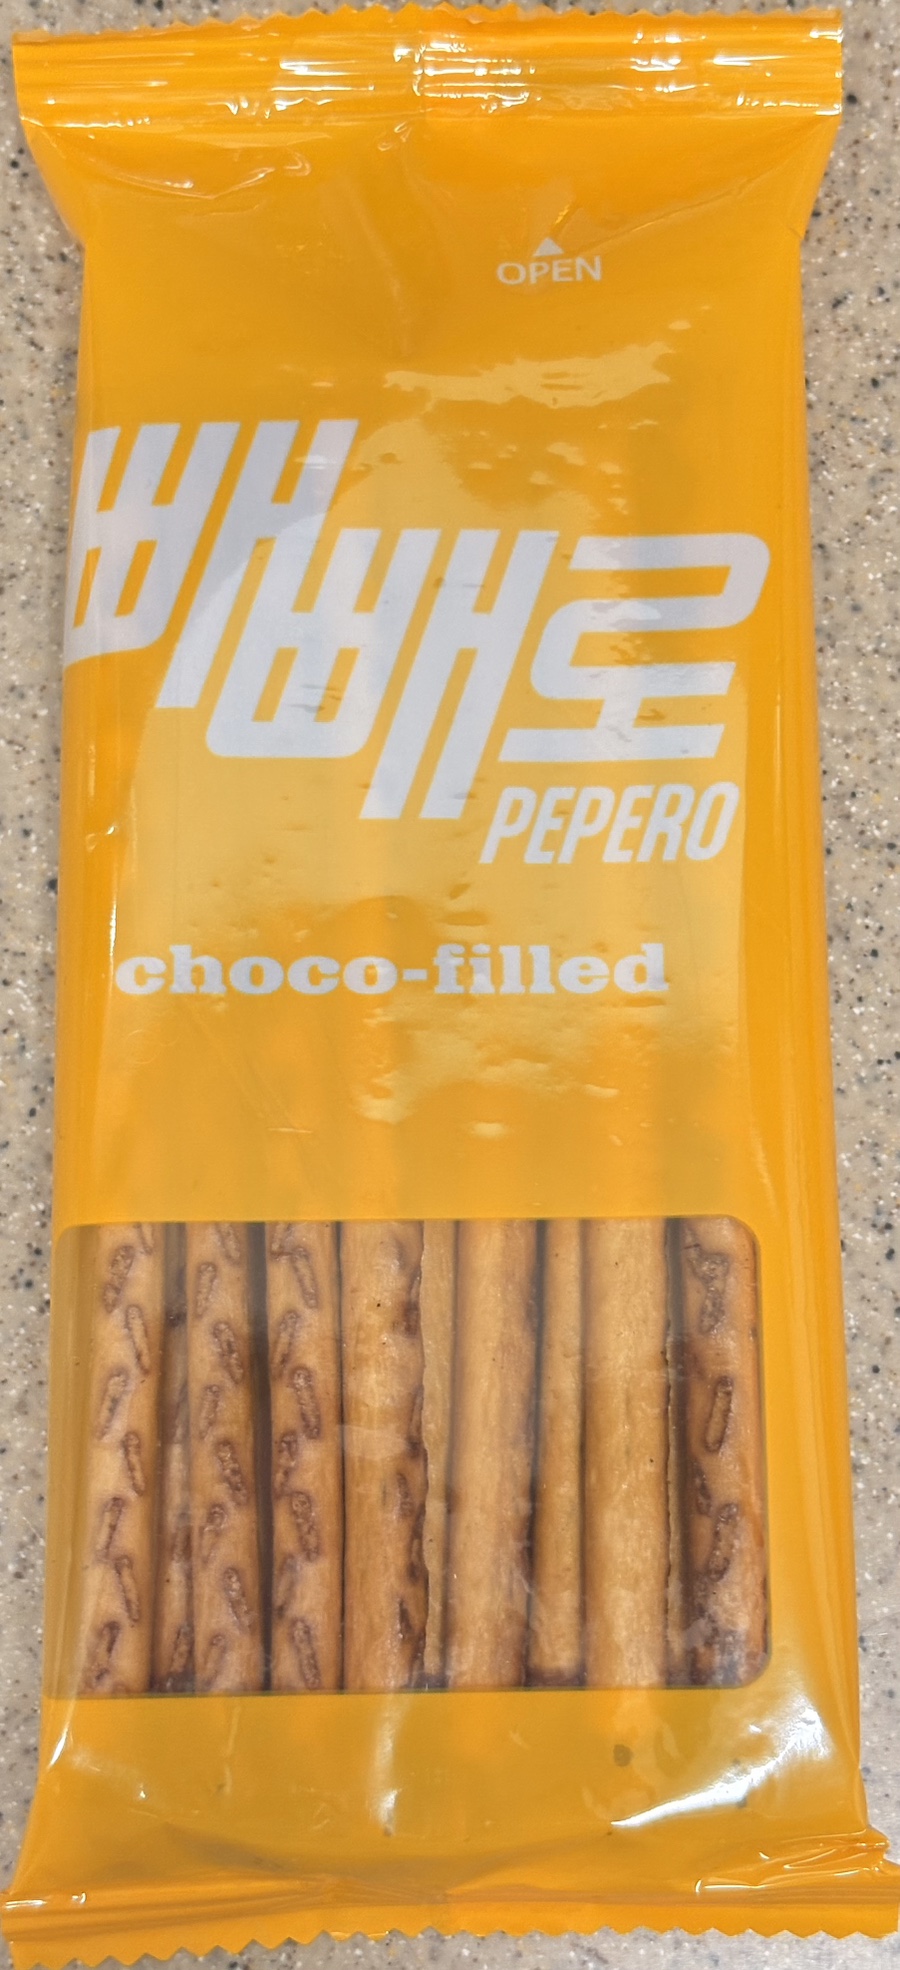 OPEN
빼빼로
PEPERO
choco-filled